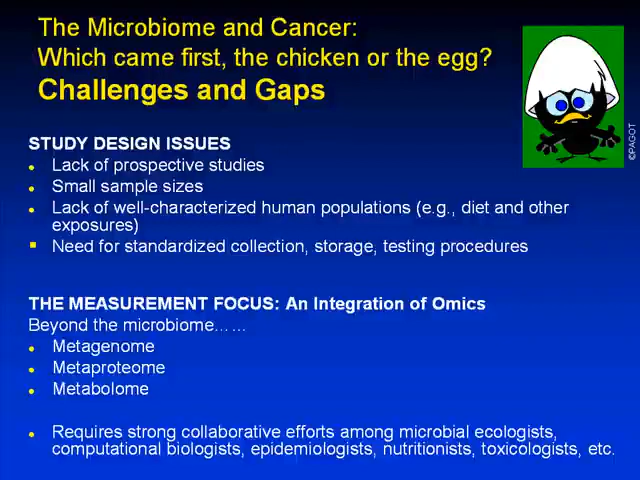 The Microbiome and Cancer:
Which came first, the chicken or the egg?
Challenges and Gaps
©PAGOT
STUDY DESIGN ISSUES
• Lack of prospective studies
• Small sample sizes
• Lack of well-characterized human populations (e.g., diet and other
exposures)
▪ Need for standardized collection, storage, testing procedures
THE MEASUREMENT FOCUS: An Integration of Omics
Beyond the microbiome……
• Metagenome
• Metaproteome
• Metabolome
• Requires strong collaborative efforts among microbial ecologists,
computational biologists, epidemiologists, nutritionists, toxicologists, etc.